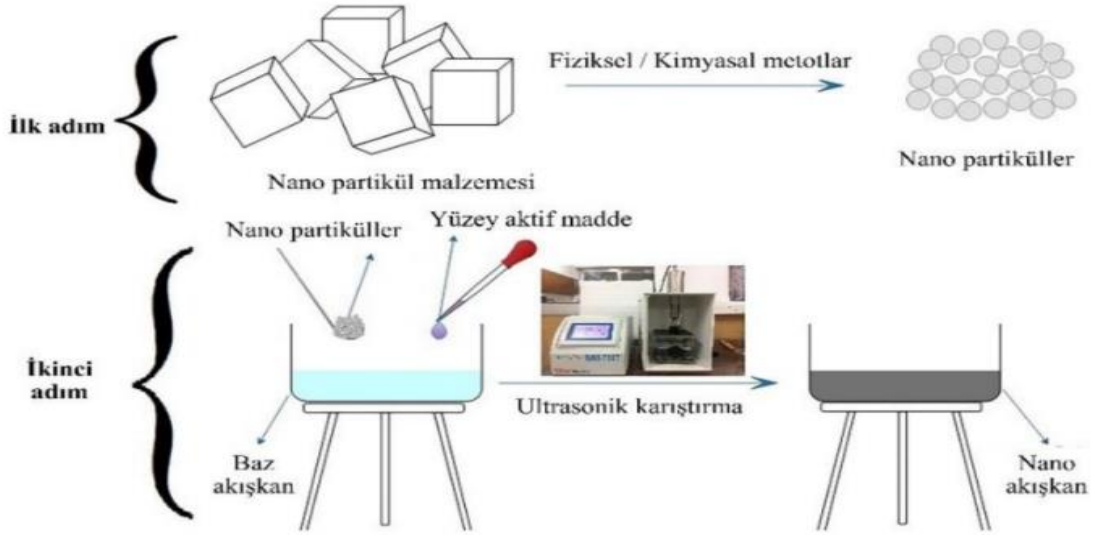 İlk adım
Fiziksel / Kimyasal metotlar
Nano partikül malzemesi
Nano partiküller
Nano partiküller
Yüzey aktif madde
İkinci
adım
Ultrasonik karıştırma
Baz
akışkan
Nano
akışkan